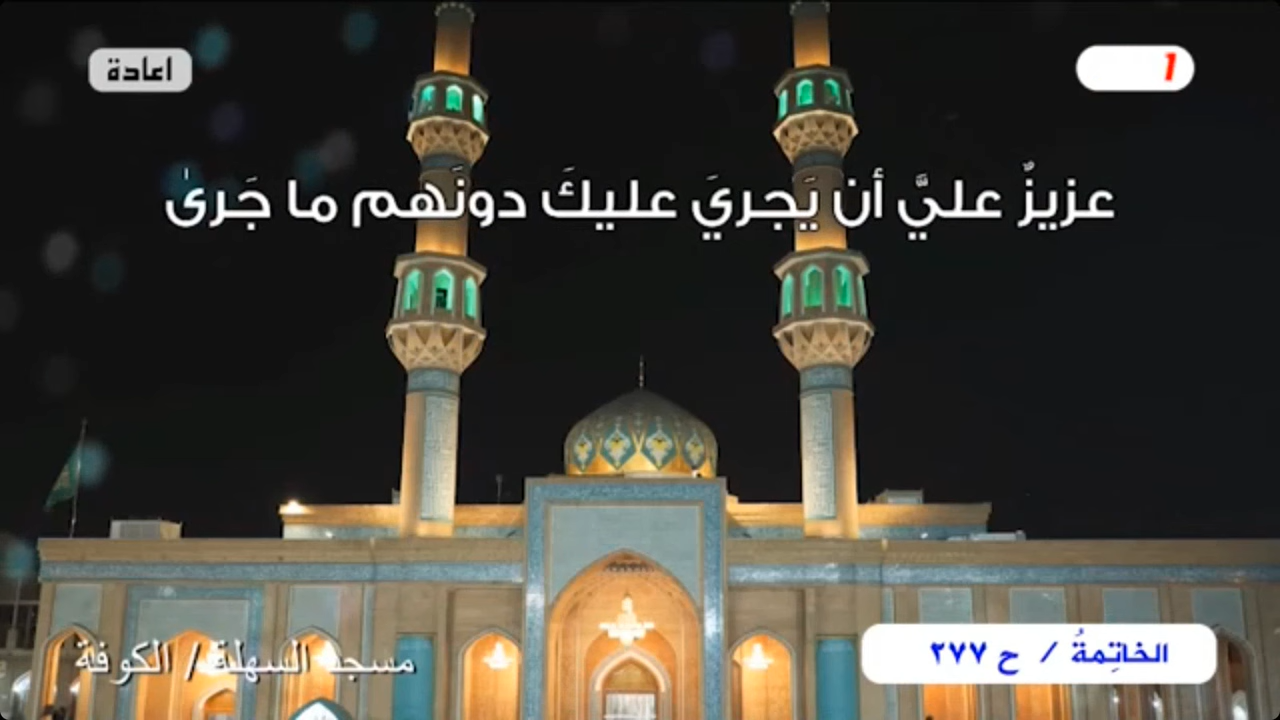 اعادة
1
عزيزٌ عليَّ أن يَجريَ عليكَ دونَهم ما جَرىٰ
الخاتِمةُ / ح ٢٧٧
مسجد السهلة / الكوفة